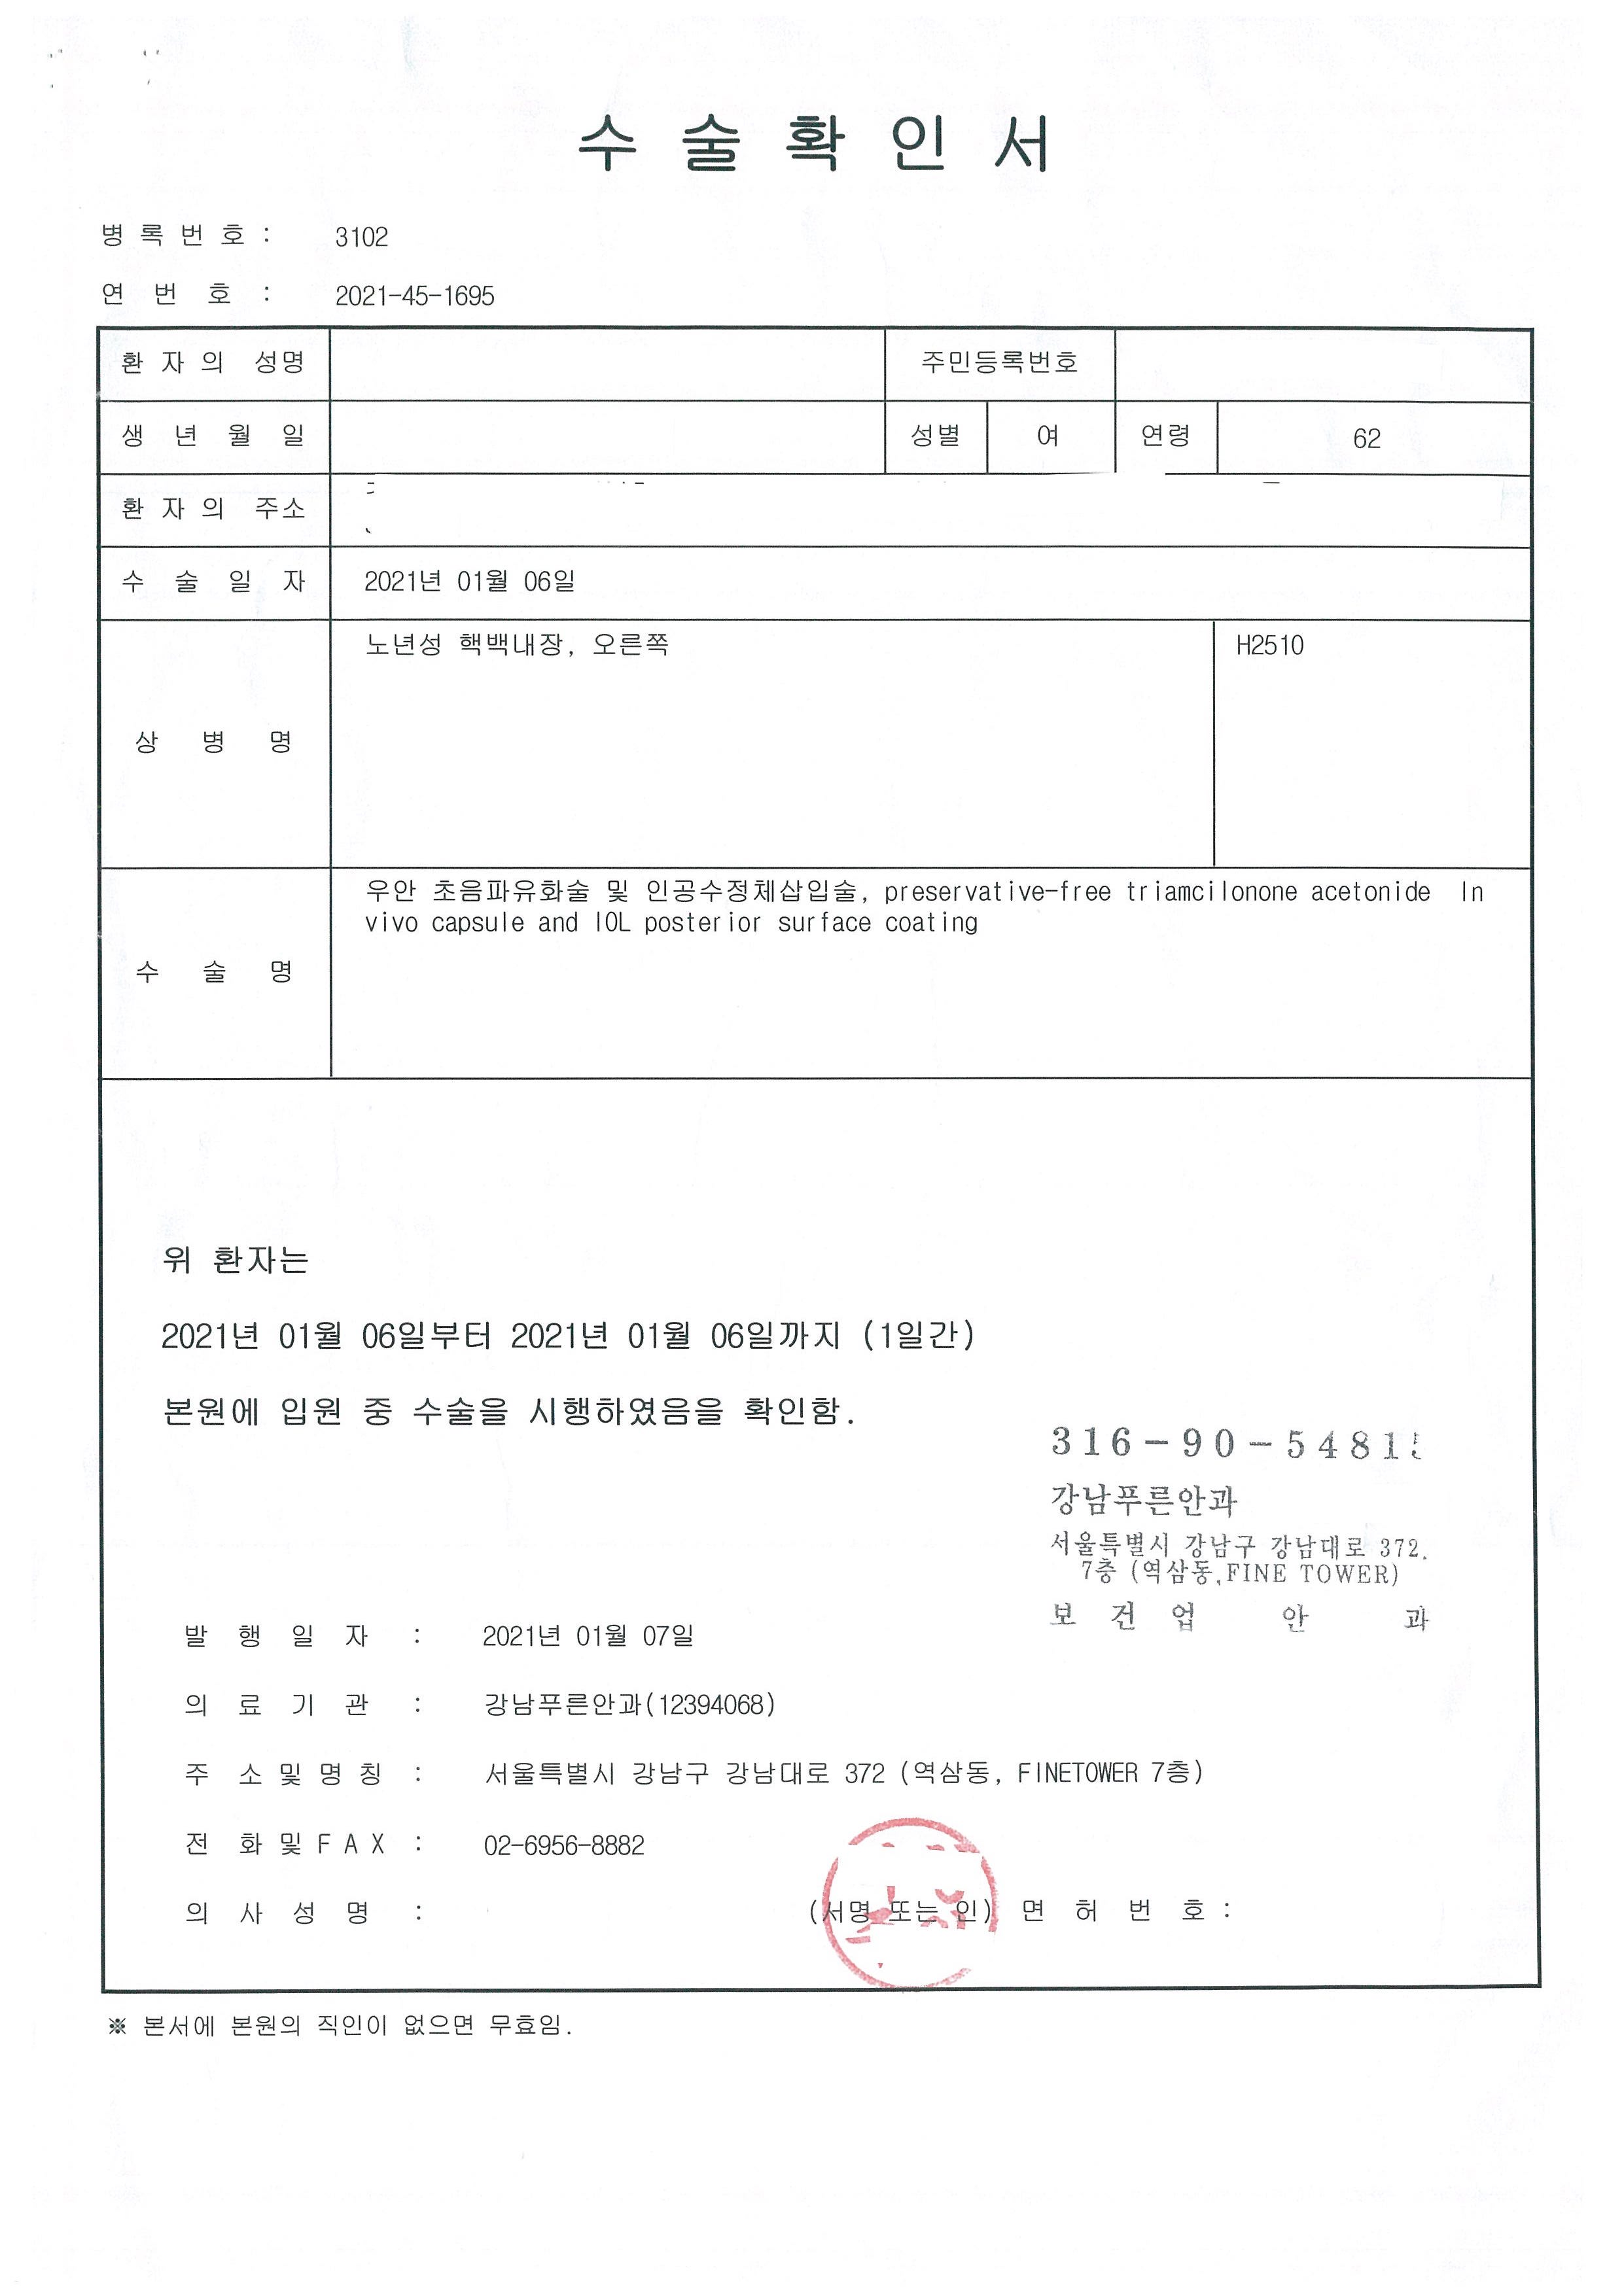 수 술 확 인 서
병 록 번 호 : 3102
연 번 호 : 2021-45-1695
환 자 의 성명 주민등록번호
생 년 월 일 성별 여 연령 62
환 자 의 주소
수 술 일 자 2021년 01월 06일
노년성 핵백내장, 오른쪽 H2510
상 병 명
우안 초음파유화술 및 인공수정체삽입술, preservative-free triamcilonone acetonide In
vivo capsule and IOL posterior surface coating
수 술 명
위 환자는
2021년 01월 06일부터 2021년 01월 06일까지 (1일간)
본원에 입원 중 수술을 시행하였음을 확인함.
316-90-5481
강남푸른안과
서울특별시 강남구 강남대로 372,
7층 (역삼동,FINE TOWER)
보 건 업 안 과
발 행 일 자 : 2021년 01월 07일
의 료 기 관 : 강남푸른안과(12394068)
주 소 및 명 칭 : 서울특별시 강남구 강남대로 372 (역삼동, FINETOWER 7층)
전 화 및 F A X : 02-6956-8882
의 사 성 명 : (서명 또는 인) 면 허 번 호 :
※ 본서에 본원의 직인이 없으면 무효임.